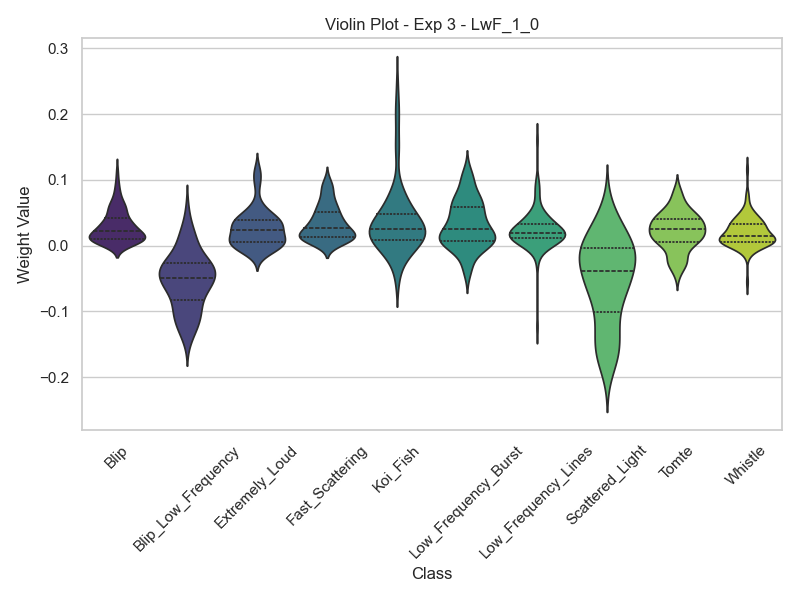 Violin Plot - Exp 3 - LwF_1_0
Weight Value
0.3
0.2
0.1
0.0
−0.1
−0.2
Blip
Blip_Low_Frequency
Extremely_Loud
Fast_Scattering
Koi_Fish
Low_Frequency_Burst
Low_Frequency_Lines
Scattered_Light
Tomte
Whistle
Class